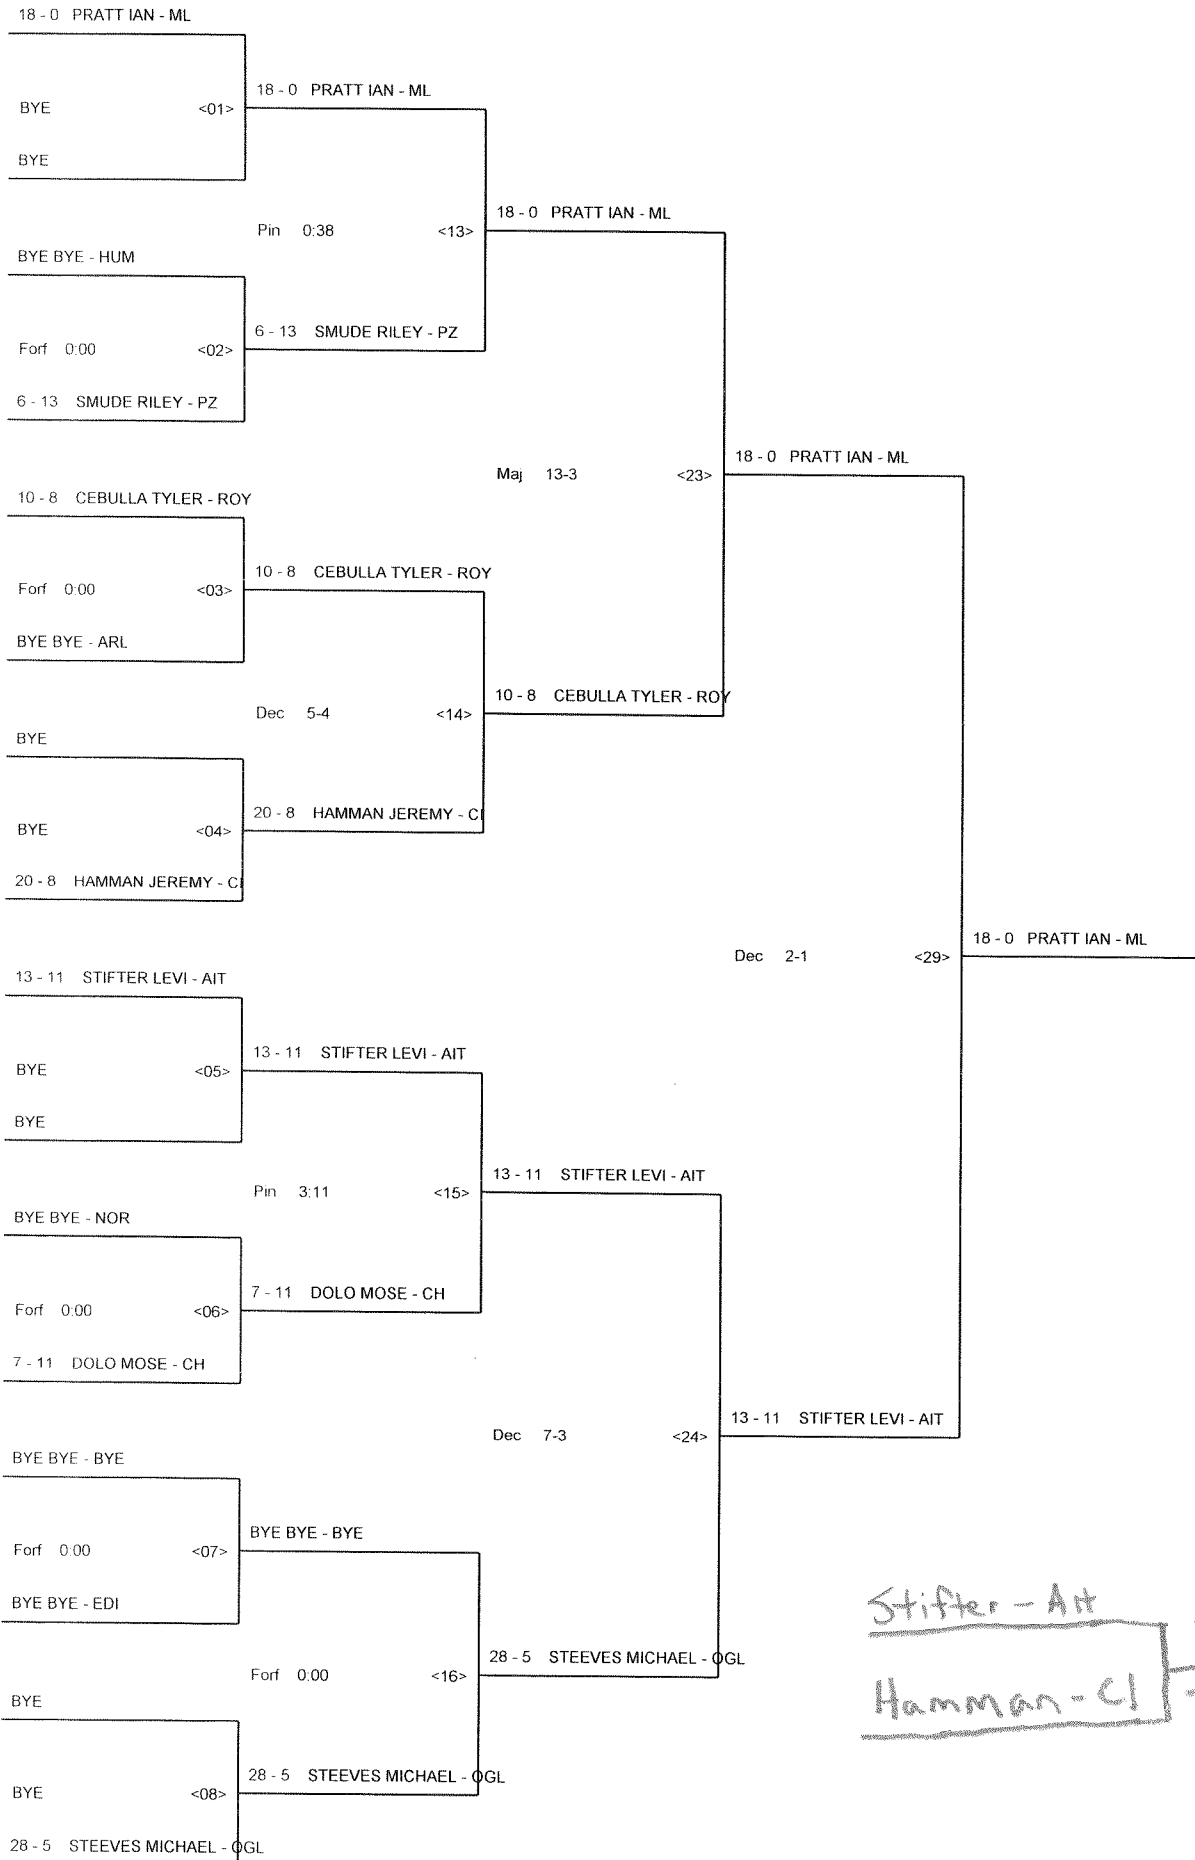 18 - 0 PRATT IAN - ML
18 - 0 PRATT IAN - ML
BYE <01>
BYE
18 - 0 PRATT IAN - ML
Pin 0:38 <13>
BYE BYE - HUM
6 - 13 SMUDE RILEY - PZ
Forf 0:00 <02>
6 - 13 SMUDE RILEY - PZ
18 - 0 PRATT IAN - ML
Maj 13-3 <23>
10 - 8 CEBULLA TYLER - ROY
10 - 8 CEBULLA TYLER - ROY
Forf 0:00 <03>
BYE BYE - ARL
10 - 8 CEBULLA TYLER - ROY
Dec 5-4 <14>
BYE
20 - 8 HAMMAN JEREMY - CI
BYE <04>
20 - 8 HAMMAN JEREMY - CI
18 - 0 PRATT IAN - ML
Dec 2-1 <29>
13 - 11 STIFTER LEVI - AIT
13 - 11 STIFTER LEVI - AIT
BYE <05>
BYE
13 - 11 STIFTER LEVI - AIT
Pin 3:11 <15>
BYE BYE - NOR
7 - 11 DOLO MOSE - CH
Forf 0:00 <06>
7 - 11 DOLO MOSE - CH
13 - 11 STIFTER LEVI - AIT
Dec 7-3 <24>
BYE BYE - BYE
BYE BYE - BYE
Forf 0:00 <07>
BYE BYE - EDI
Stifter - Ait
28 - 5 STEEVES MICHAEL - OGL
Forf 0:00 <16>
Hamman - CI
BYE
28 - 5 STEEVES MICHAEL - OGL
BYE <08>
28 - 5 STEEVES MICHAEL - OGL